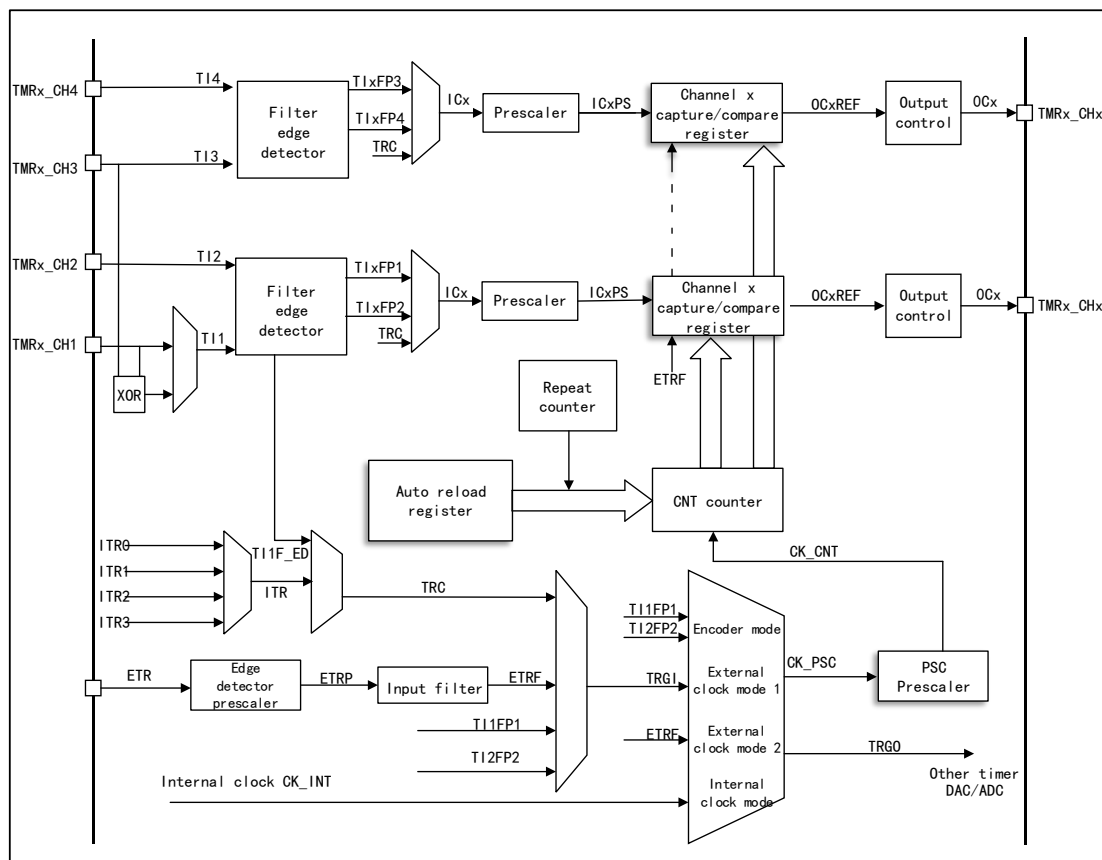 TMRx_CH4
TI4
Filter
edge
detector
TIxFP3
TIxFP4
TRC
ICx
Prescaler
ICxPS
Channel x
capture/compare
register
OCxREF
Output
control
OCx
TMRx_CHx
TMRx_CH3
TI3
TMRx_CH2
TI2
Filter
edge
detector
TIxFP1
TIxFP2
TRC
ICx
Prescaler
ICxPS
Channel x
capture/compare
register
OCxREF
Output
control
OCx
TMRx_CHx
TMRx_CH1
TI1
XOR
ETRF
Repeat
counter
Auto reload
register
CNT counter
CK_CNT
ITR0
ITR1
ITR2
ITR3
ITR
TI1F_ED
TRC
TI1FP1
TI2FP2
Encoder mode
ETR
Edge
detector
prescaler
ETRP
Input filter
ETRF
TRGI
External
clock mode 1
CK_PSC
PSC
Prescaler
TI1FP1
TI2FP2
ETRF
External
clock mode 2
TRGO
Other timer
DAC/ADC
Internal clock CK_INT
Internal
clock mode